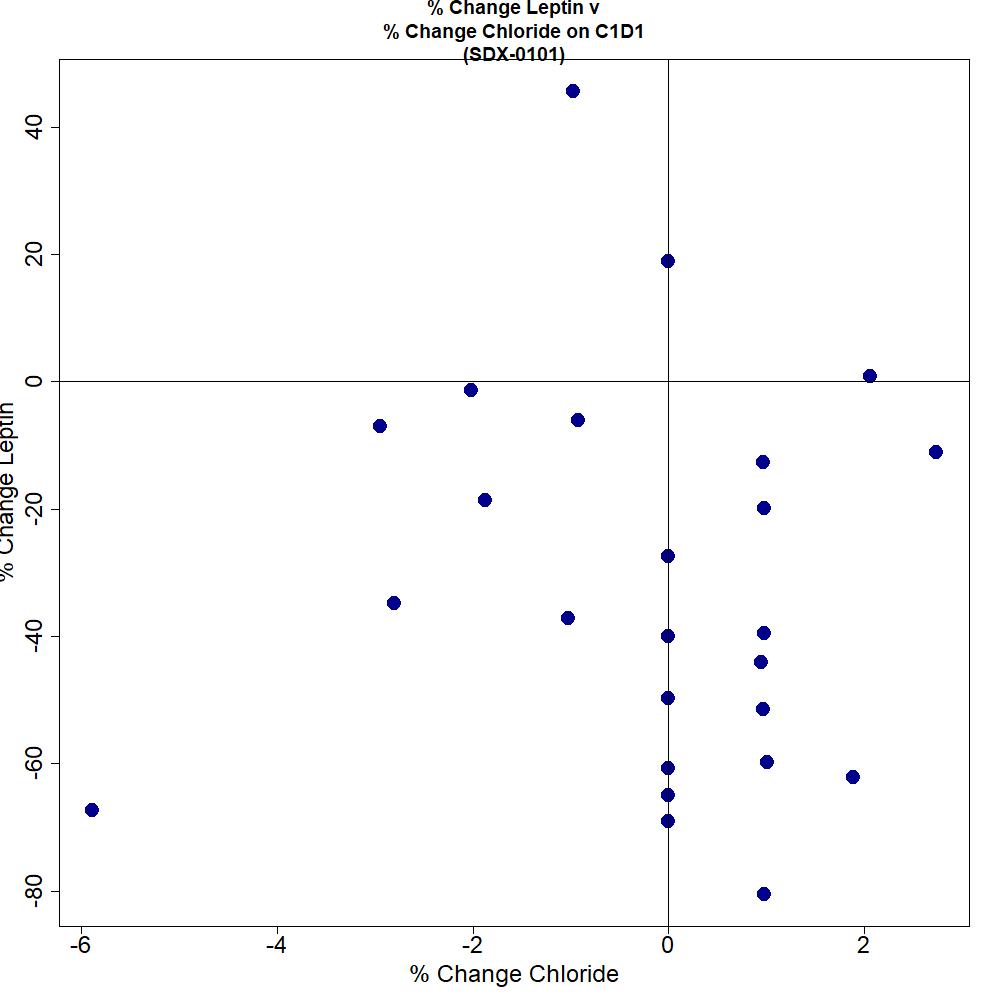 % Change Leptin v
% Change Chloride on C1D1
(SDX-0101)
40
20
0
-20
-40
-60
-80
% Change Leptin
-6
-4
-2
0
2
% Change Chloride